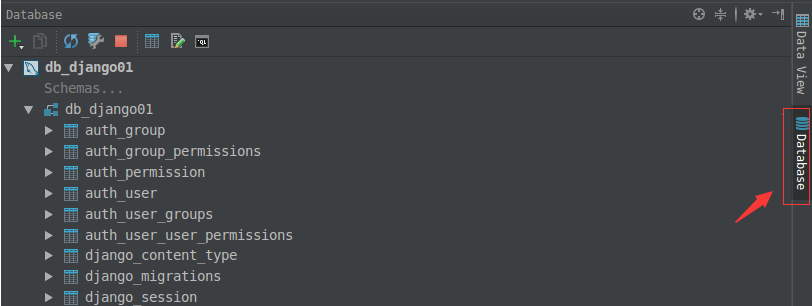 Database
db_django01
Schemas...
db_django01
auth_group
auth_group_permissions
auth_permission
auth_user
auth_user_groups
auth_user_user_permissions
django_content_type
django_migrations
django_session
Data View
Database